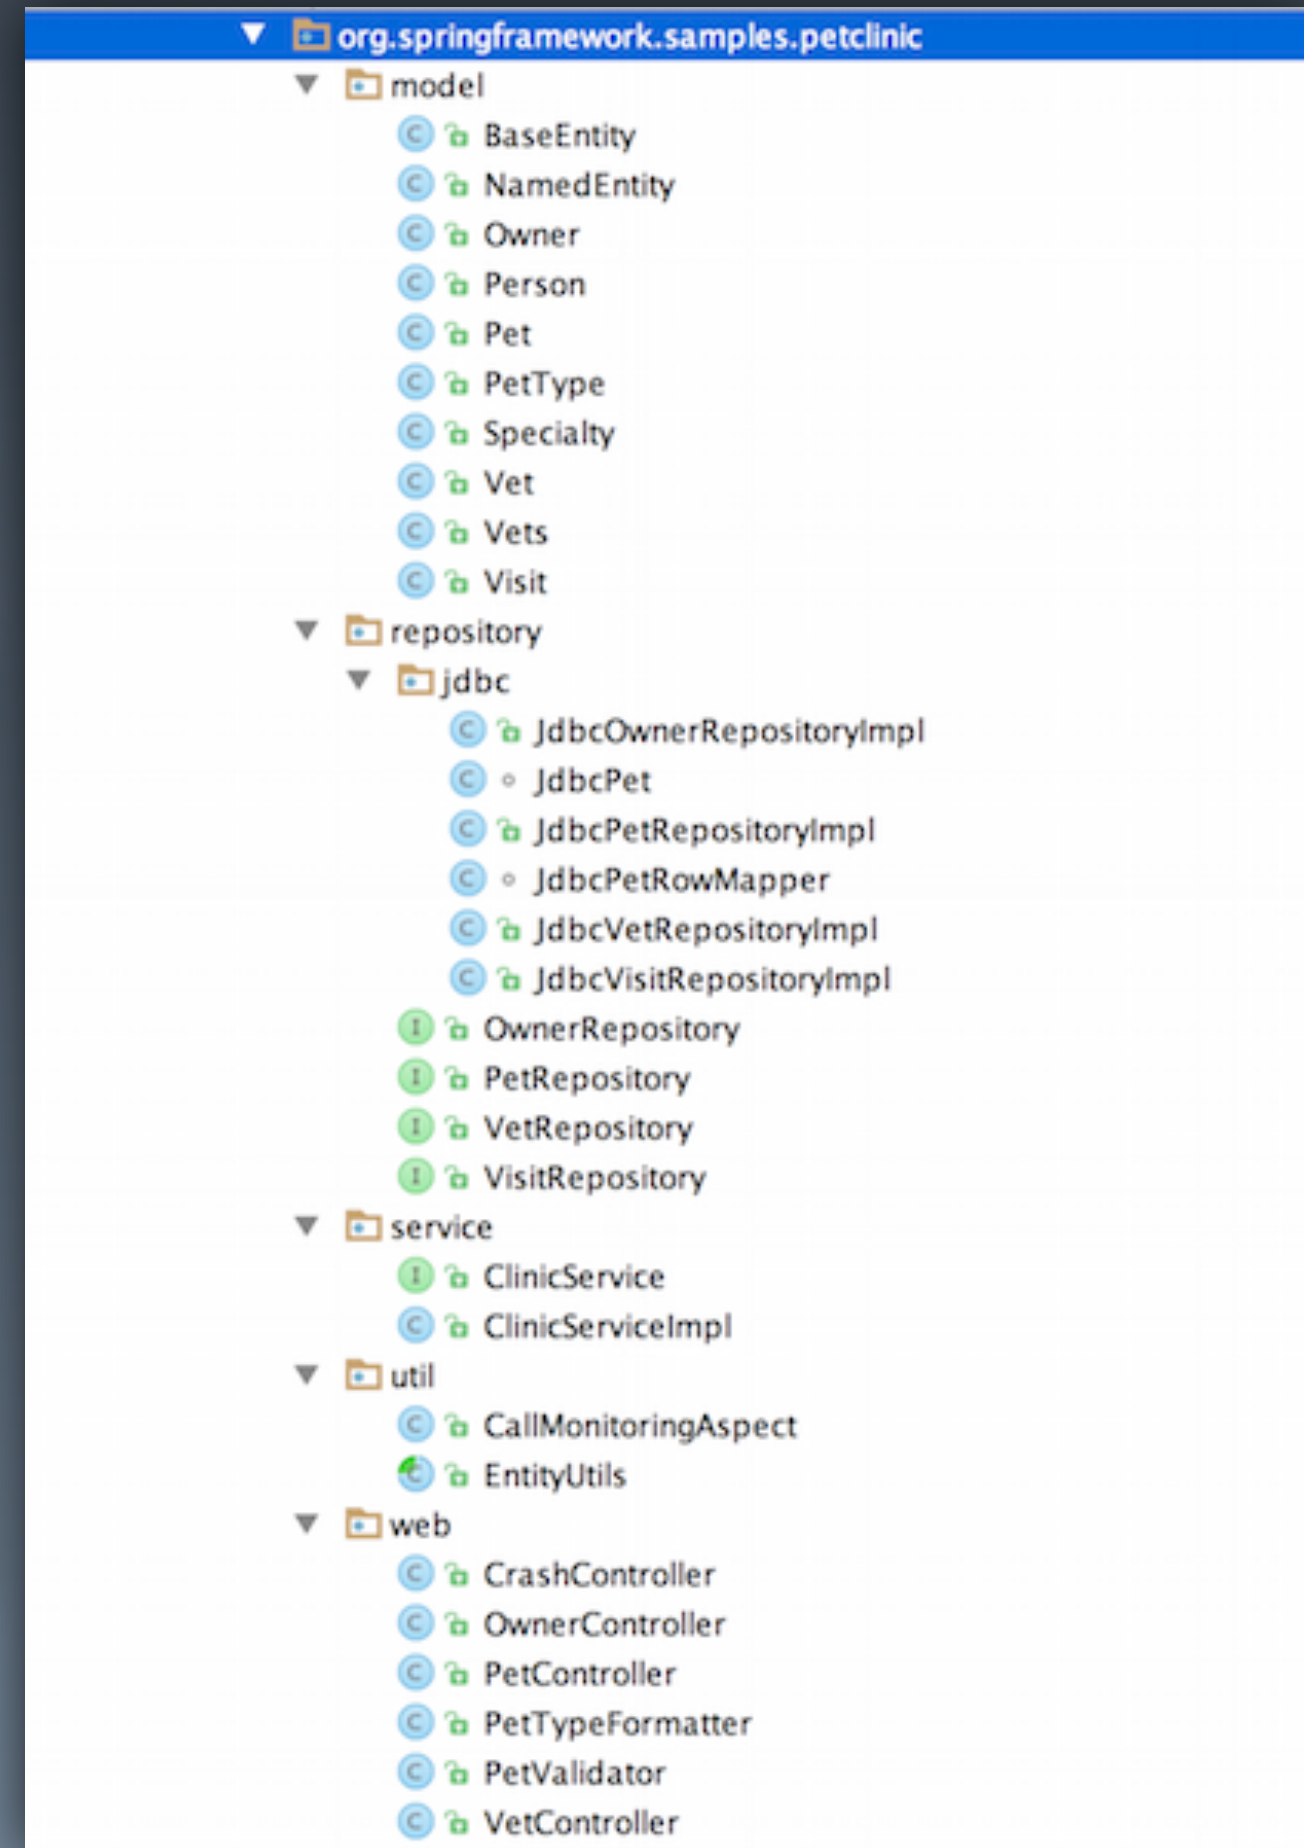 org.springframework.samples.petclinic
model
BaseEntity
NamedEntity
Owner
Person
Pet
PetType
Specialty
Vet
Vets
Visit
repository
jdbc
JdbcOwnerRepositoryImpl
JdbcPet
JdbcPetRepositoryImpl
JdbcPetRowMapper
JdbcVetRepositoryImpl
JdbcVisitRepositoryImpl
OwnerRepository
PetRepository
VetRepository
VisitRepository
service
ClinicService
ClinicServiceImpl
util
CallMonitoringAspect
EntityUtils
web
CrashController
OwnerController
PetController
PetTypeFormatter
PetValidator
VetController